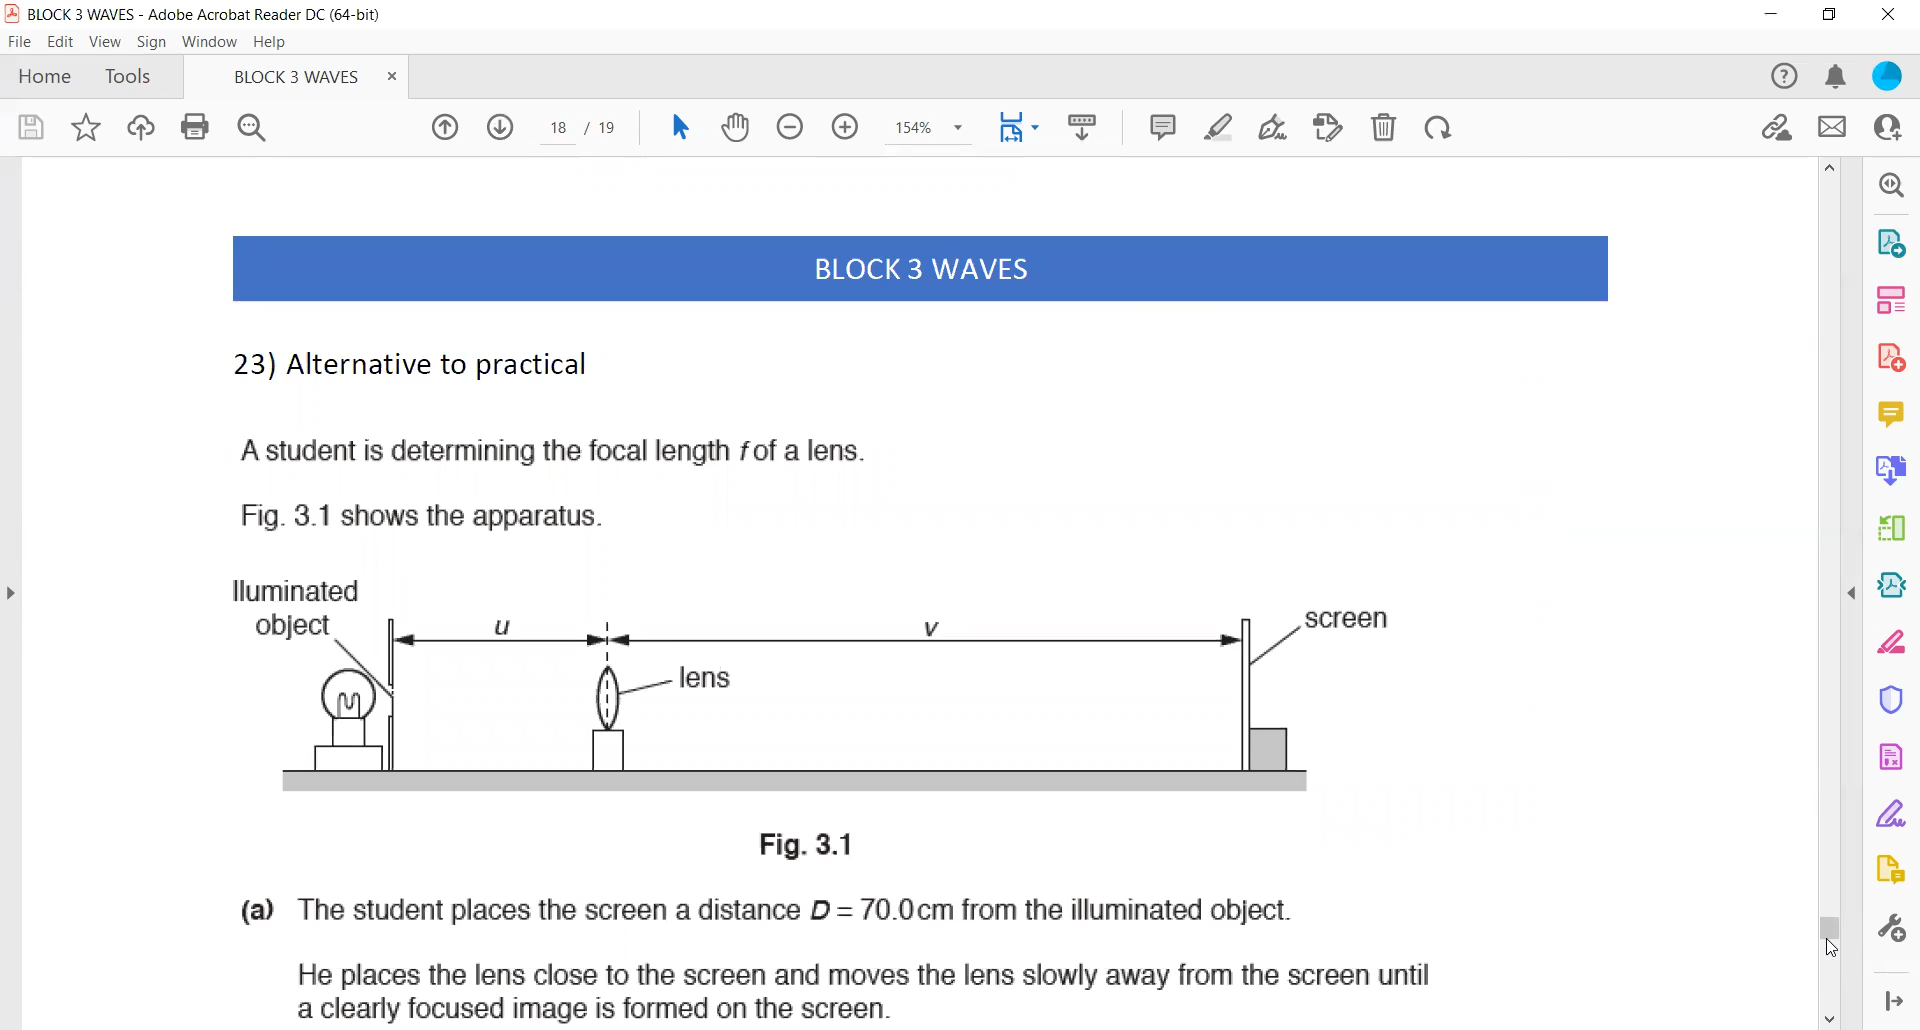 BLOCK 3 WAVES - Adobe Acrobat Reader DC (64-bit)
File Edit View Sign Window Help
Home Tools BLOCK 3 WAVES
18 / 19 154%
BLOCK 3 WAVES
23) Alternative to practical
A student is determining the focal length f of a lens.
Fig. 3.1 shows the apparatus.
Illuminated
object
u
v
screen
lens
Fig. 3.1
(a) The student places the screen a distance D = 70.0 cm from the illuminated object.
He places the lens close to the screen and moves the lens slowly away from the screen until
a clearly focused image is formed on the screen.